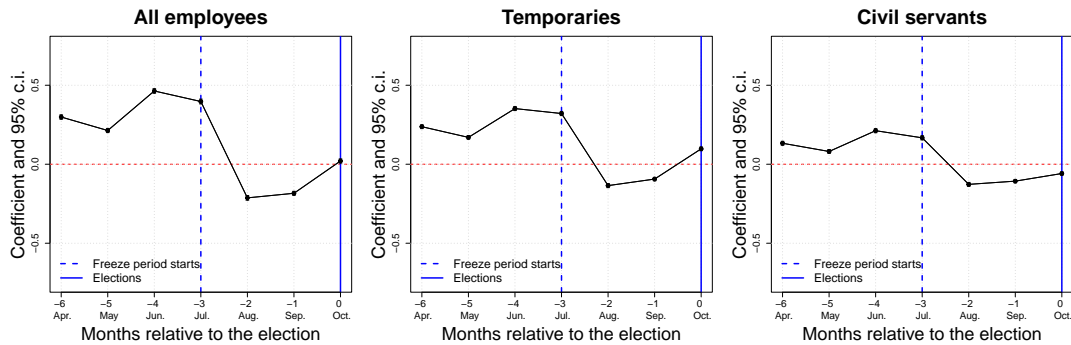 All employees
Coefficient and 95% c.i.
0.5
0.0
−0.5
Freeze period starts
Elections
−6 −5 −4 −3 −2 −1 0
Apr. May Jun. Jul. Aug. Sep. Oct.
Months relative to the election
Temporaries
Coefficient and 95% c.i.
0.5
0.0
−0.5
Freeze period starts
Elections
−6 −5 −4 −3 −2 −1 0
Apr. May Jun. Jul. Aug. Sep. Oct.
Months relative to the election
Civil servants
Coefficient and 95% c.i.
0.5
0.0
−0.5
Freeze period starts
Elections
−6 −5 −4 −3 −2 −1 0
Apr. May Jun. Jul. Aug. Sep. Oct.
Months relative to the election